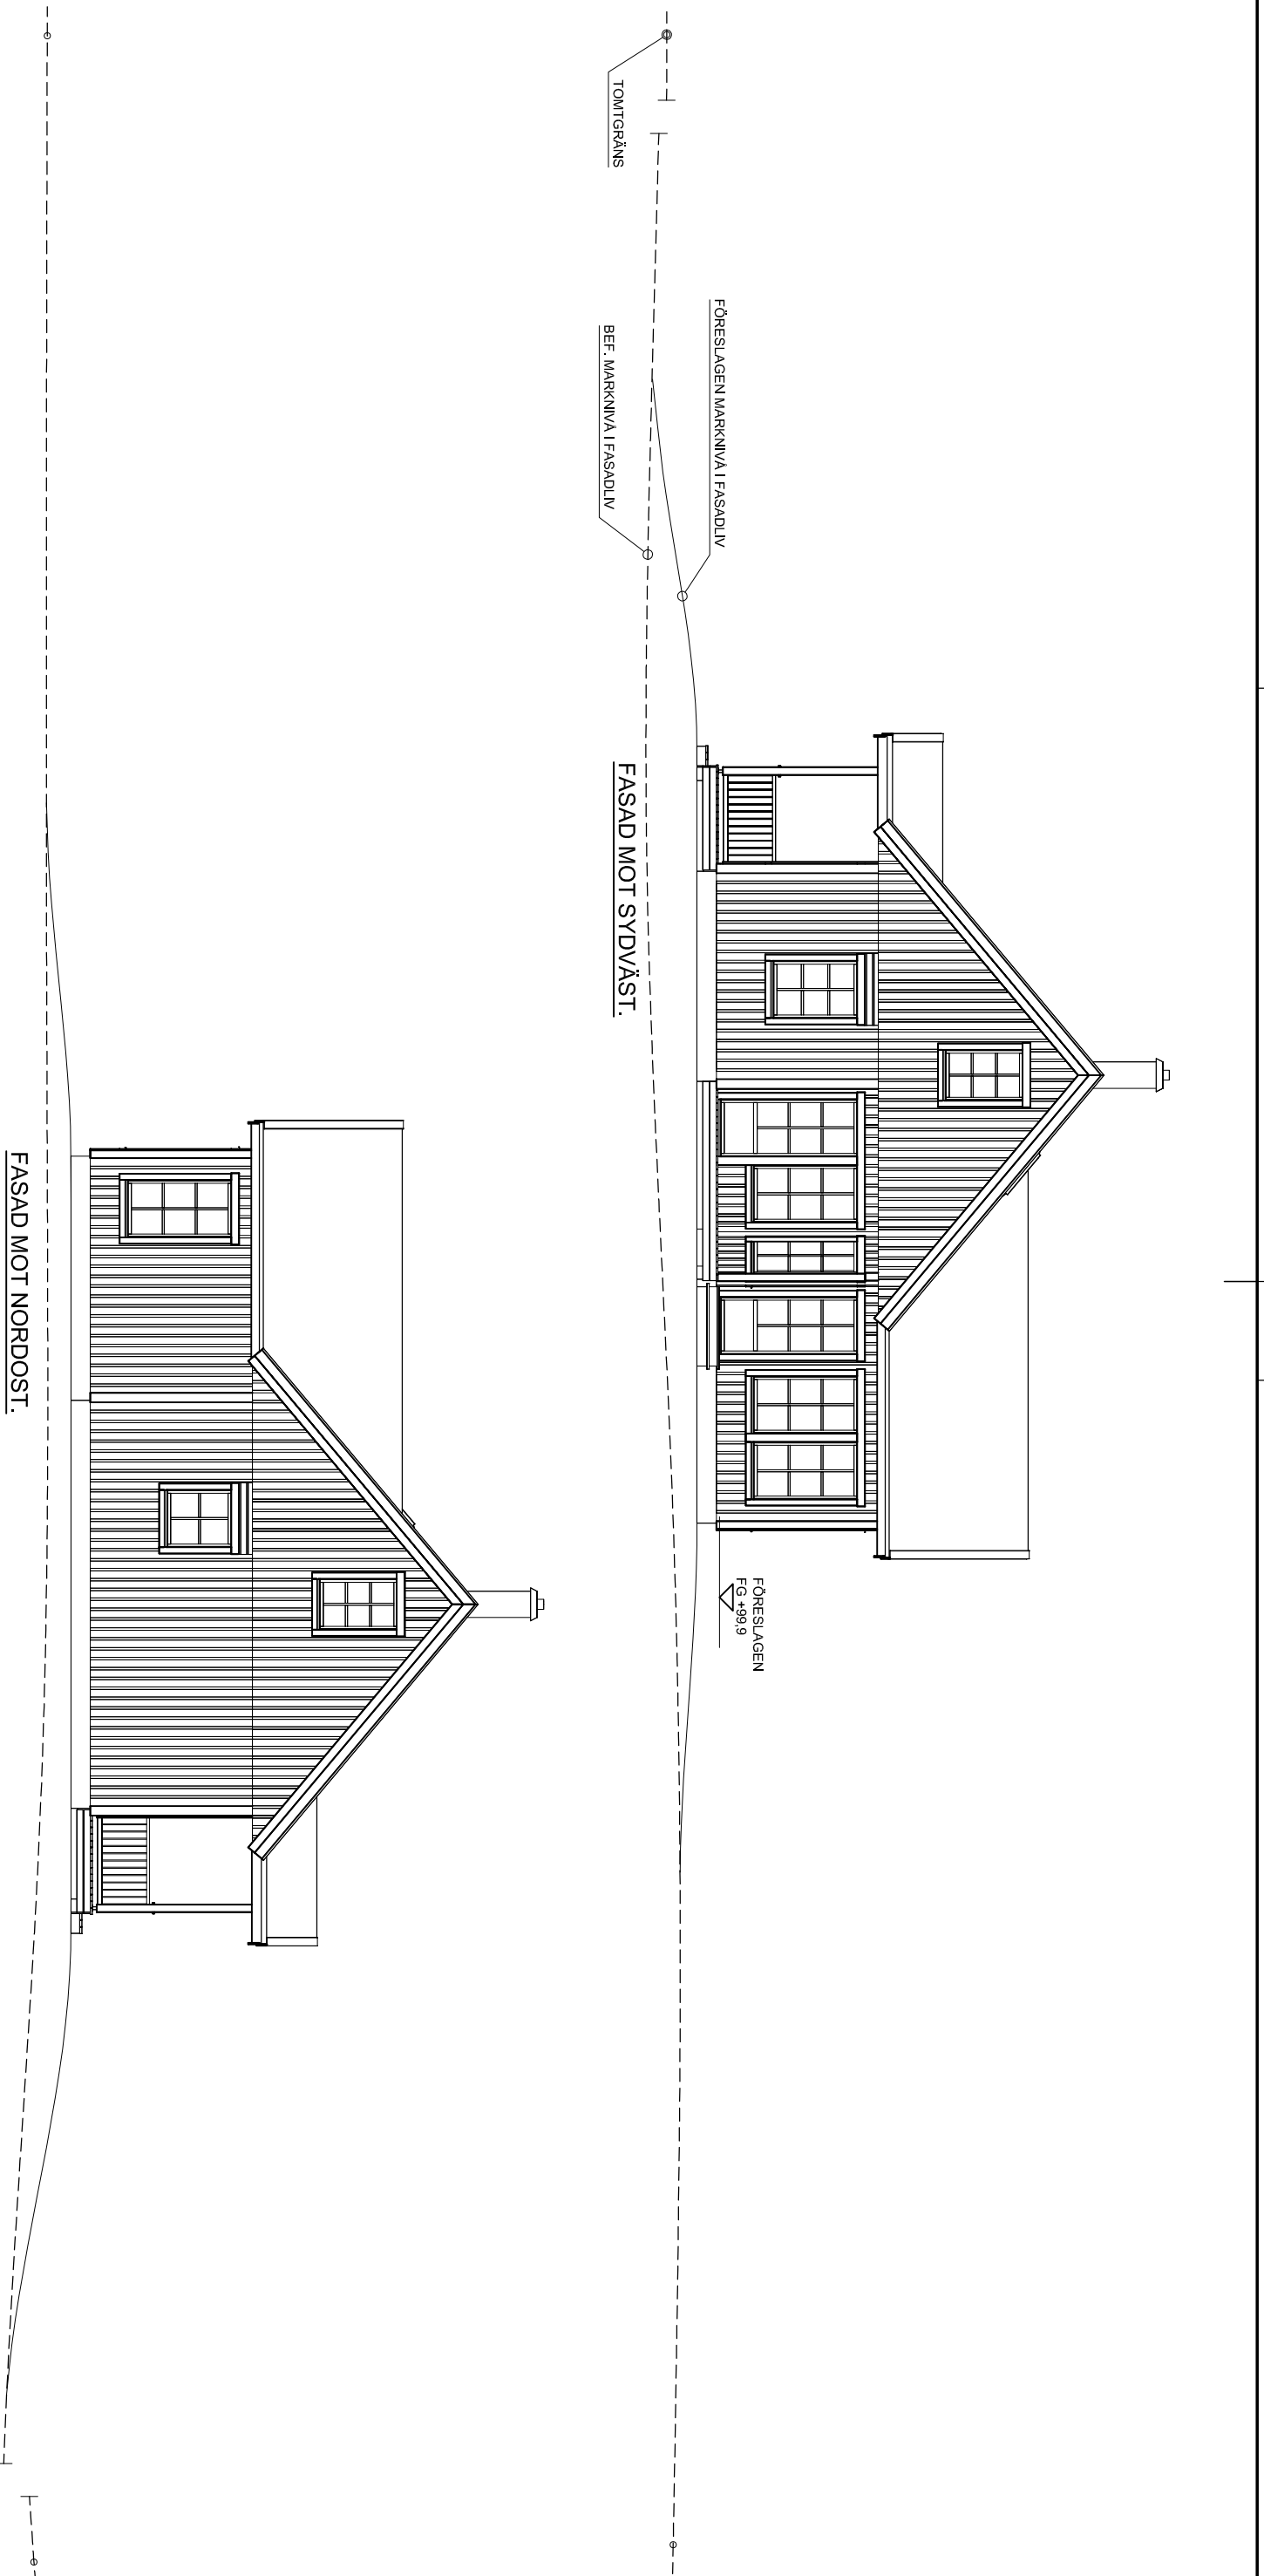 TOMTGRÄNS
FÖRESLAGEN MARKNIVÅ I FASADLIV
BEF. MARKNIVÅ I FASADLIV
FÖRESLAGEN
FG +99,9
FASAD MOT SYDVÄST.
FASAD MOT NORDOST.